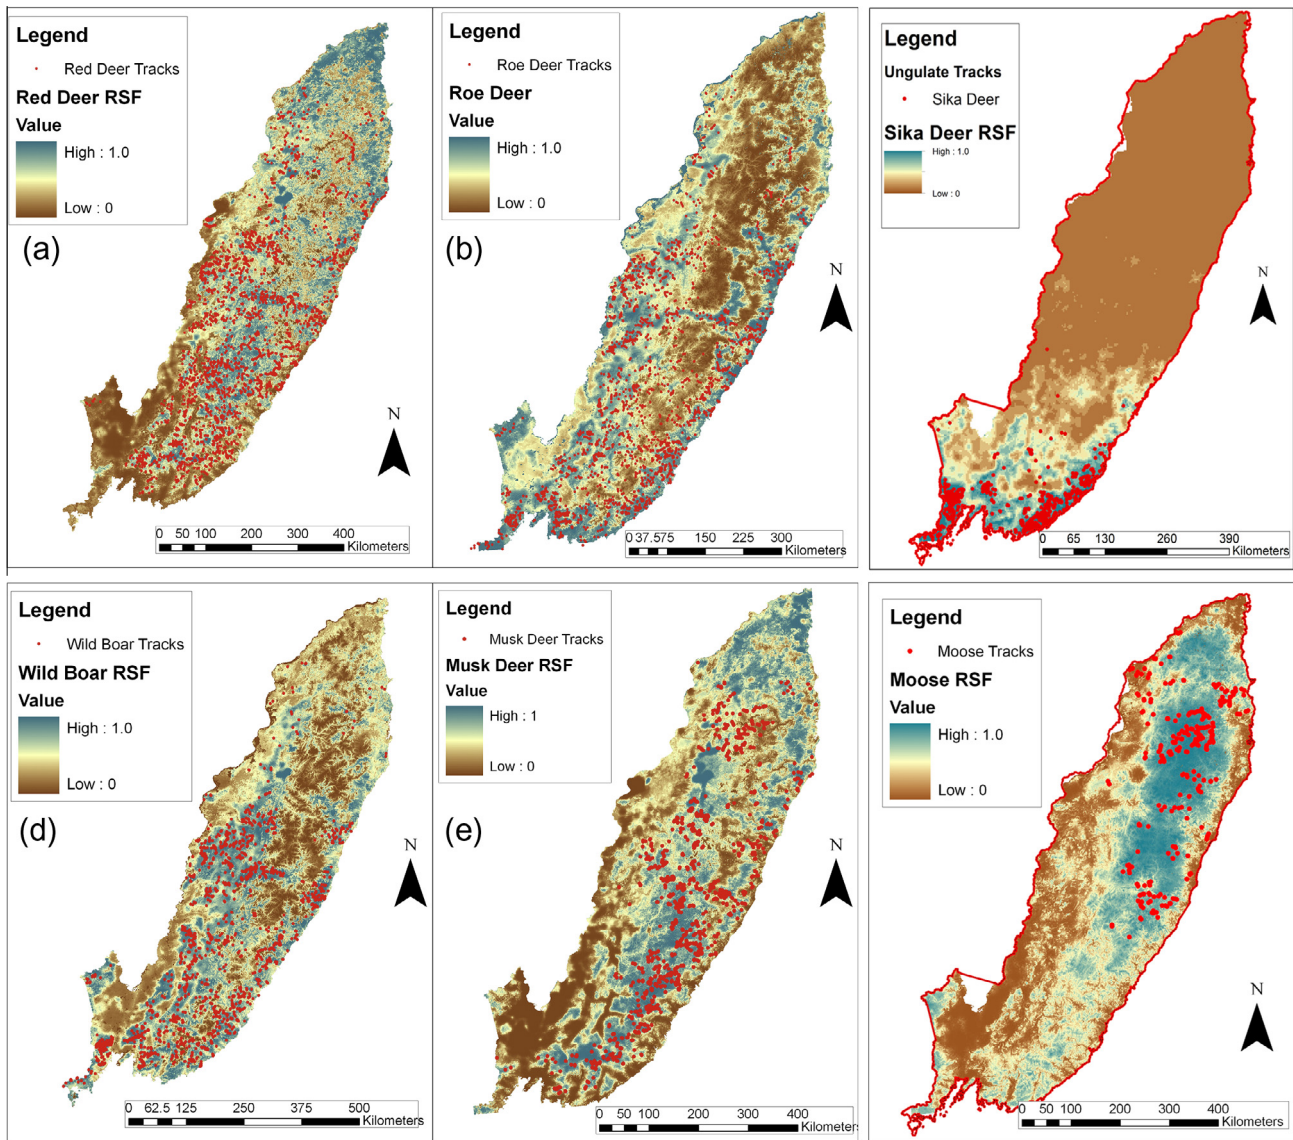 Legend
Red Deer Tracks
Red Deer RSF
Value
High : 1.0
Low : 0
(a)
N
0 50 100 200 300 400
Kilometers
Legend
Roe Deer Tracks
Roe Deer
Value
High : 1.0
Low : 0
(b)
N
0 37.575 150 225 300
Kilometers
Legend
Ungulate Tracks
Sika Deer
Sika Deer RSF
High : 1.0
Low : 0
N
0 65 130 260 390
Kilometers
Legend
Wild Boar Tracks
Wild Boar RSF
Value
High : 1.0
Low : 0
(d)
N
0 62.5 125 250 375 500
Kilometers
Legend
Musk Deer Tracks
Musk Deer RSF
Value
High : 1
Low : 0
(e)
N
0 50 100 200 300 400
Kilometers
Legend
Moose Tracks
Moose RSF
Value
High : 1.0
Low : 0
N
0 50 100 200 300 400
Kilometers